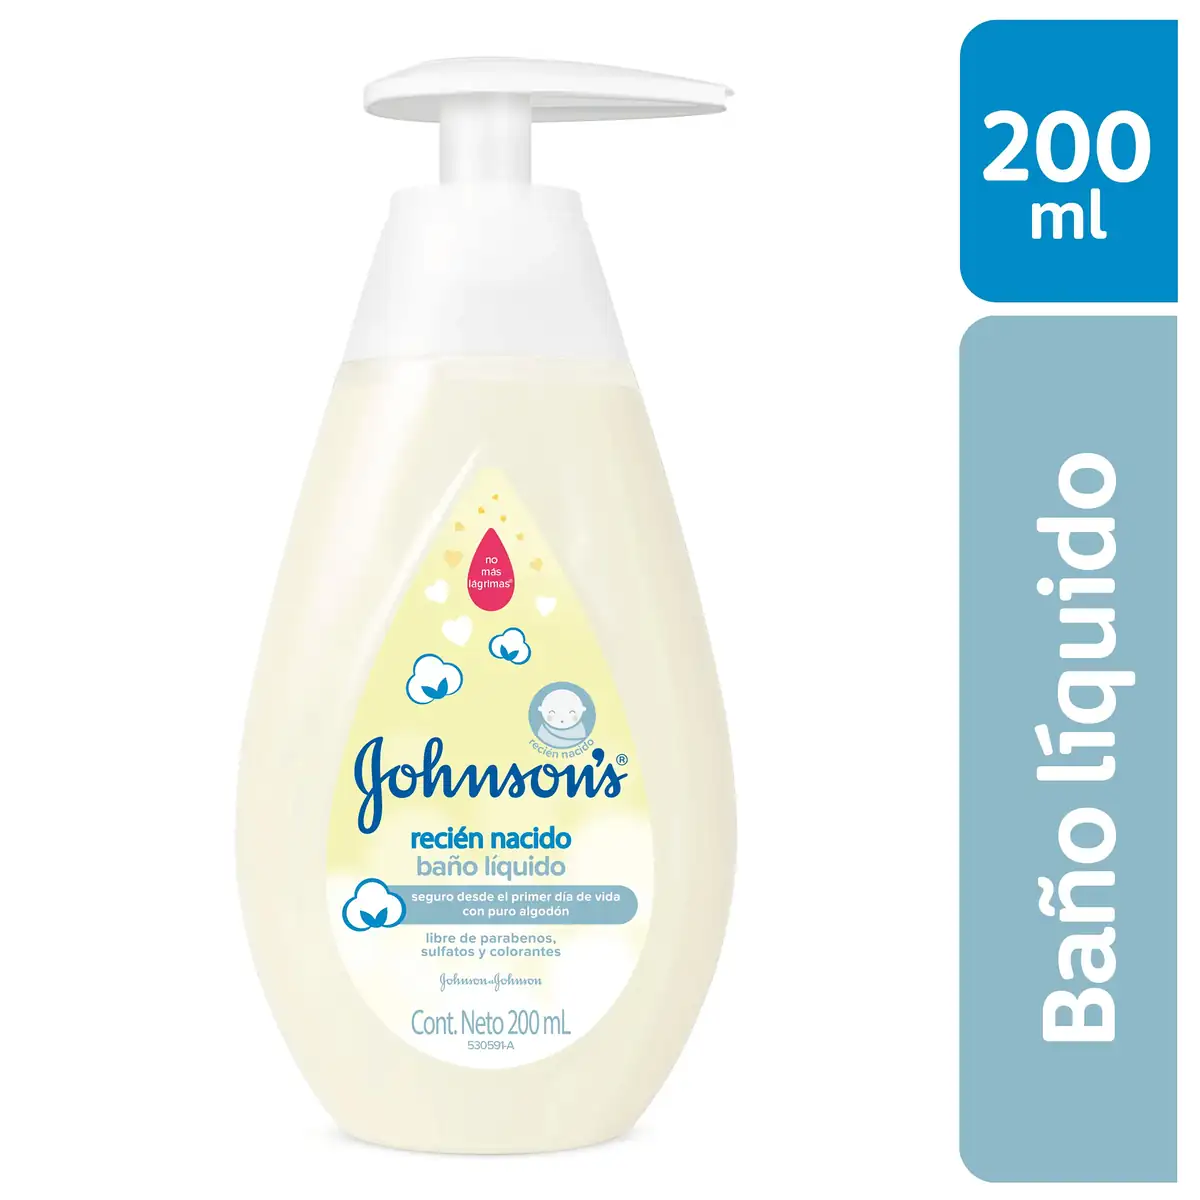 200
ml
Baño líquido
no
más
lágrimas®
recién nacido
Johnson's®
recién nacido
baño líquido
seguro desde el primer día de vida
con puro algodón
libre de parabenos,
sulfatos y colorantes
Johnson & Johnson
Cont. Neto 200 mL
530591-A